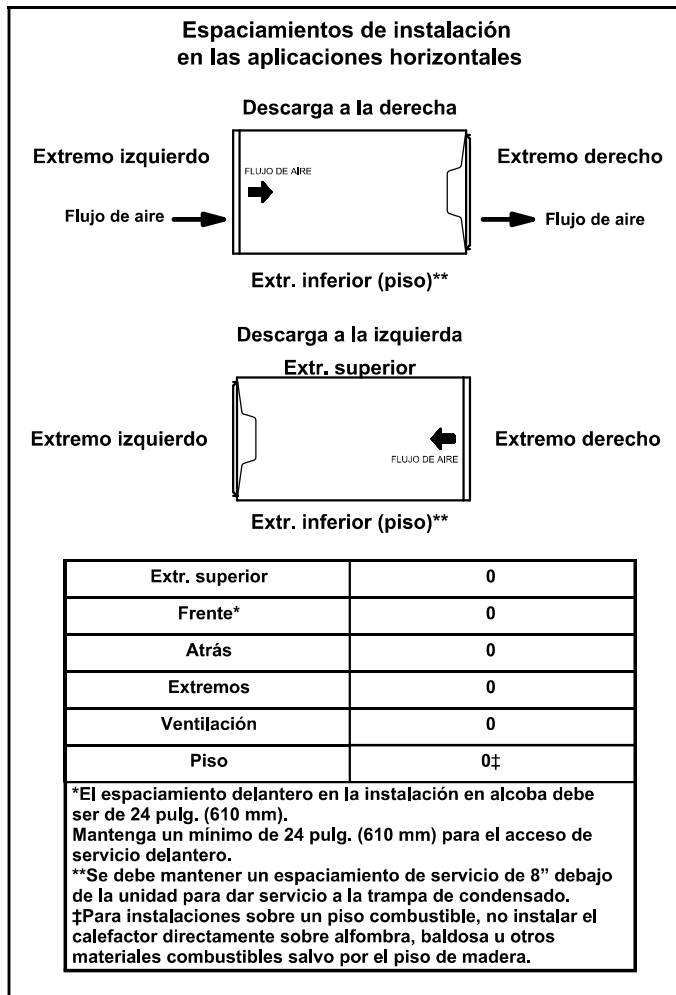 Espaciamientos de instalación
en las aplicaciones horizontales
Descarga a la derecha
Extremo izquierdo
Extremo derecho
FLUJO DE AIRE
Flujo de aire
Flujo de aire
Extr. inferior (piso)**
Descarga a la izquierda
Extr. superior
Extremo izquierdo
Extremo derecho
FLUJO DE AIRE
Extr. inferior (piso)**
Extr. superior 0
Frente* 0
Atrás 0
Extremos 0
Ventilación 0
Piso 0‡
*El espaciamiento delantero en la instalación en alcoba debe
ser de 24 pulg. (610 mm).
Mantenga un mínimo de 24 pulg. (610 mm) para el acceso de
servicio delantero.
**Se debe mantener un espaciamiento de servicio de 8” debajo
de la unidad para dar servicio a la trampa de condensado.
‡Para instalaciones sobre un piso combustible, no instalar el
calefactor directamente sobre alfombra, baldosa u otros
materiales combustibles salvo por el piso de madera.